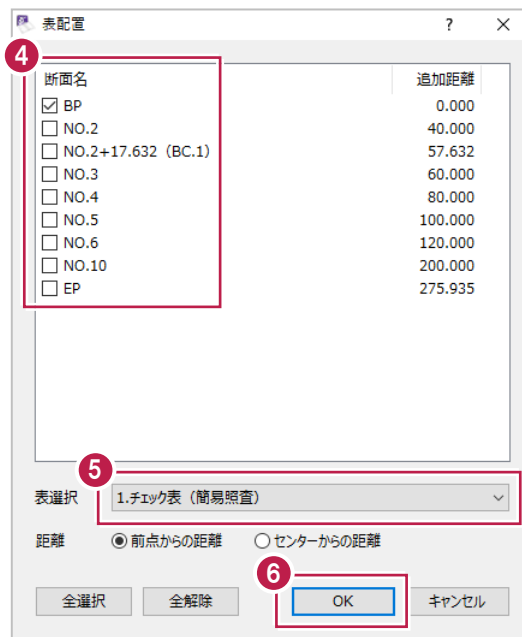 表配置 ? ×
4
断面名 追加距離
BP 0.000
NO.2 40.000
NO.2+17.632 (BC.1) 57.632
NO.3 60.000
NO.4 80.000
NO.5 100.000
NO.6 120.000
NO.10 200.000
EP 275.935
5
表選択 1.チェック表（簡易照査）
距離 前点からの距離 センターからの距離
6
全選択 全解除 OK キャンセル